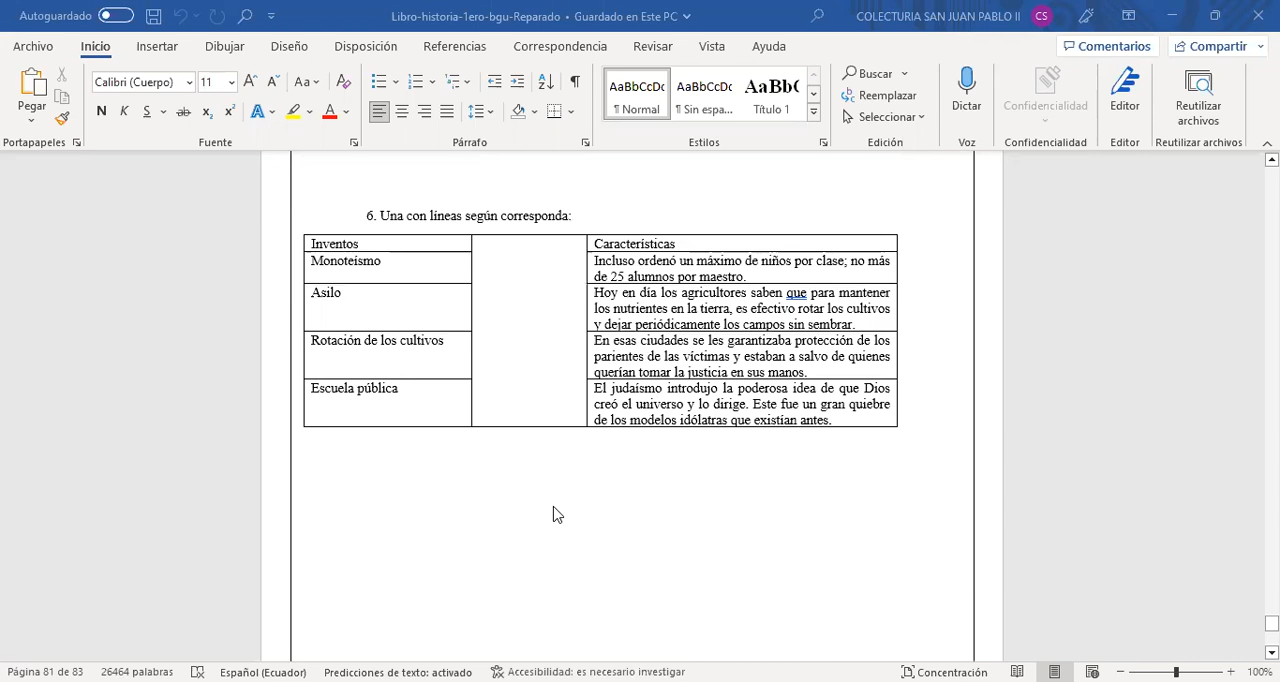 Autoguardado
Libro-historia-1ero-bgu-Reparado • Guardado en Este PC
COLECTURIA SAN JUAN PABLO II
CS
Archivo Inicio Insertar Dibujar Diseño Disposición Referencias Correspondencia Revisar Vista Ayuda
Comentarios
Compartir
Pegar
Calibri (Cuerpo) 11
N K S ab x₂ x²
AaBbCcDc AaBbCcDc AaBbC
¶ Normal ¶ Sin espa... Título 1
Buscar
Reemplazar
Seleccionar
Dictar
Confidencialidad
Editor
Reutilizar
archivos
Portapapeles Fuente Párrafo Estilos Edición Voz Confidencialidad Editor Reutilizar archivos
6. Una con líneas según corresponda:
Inventos
Características
Monoteísmo
Incluso ordenó un máximo de niños por clase; no más
de 25 alumnos por maestro.
Asilo
Hoy en día los agricultores saben que para mantener
los nutrientes en la tierra, es efectivo rotar los cultivos
y dejar periódicamente los campos sin sembrar.
Rotación de los cultivos
En esas ciudades se les garantizaba protección de los
parientes de las víctimas y estaban a salvo de quienes
querían tomar la justicia en sus manos.
Escuela pública
El judaísmo introdujo la poderosa idea de que Dios
creó el universo y lo dirige. Este fue un gran quiebre
de los modelos idólatras que existían antes.
Página 81 de 83 26464 palabras Español (Ecuador) Predicciones de texto: activado Accesibilidad: es necesario investigar Concentración 100%